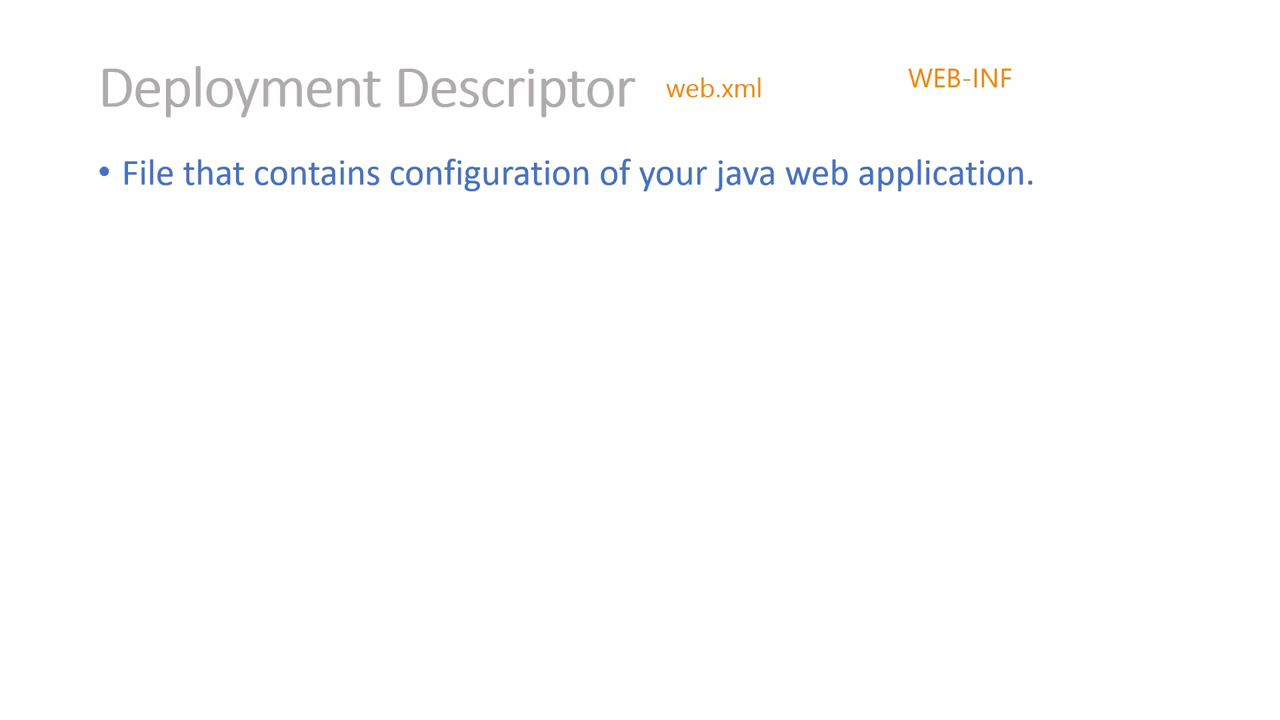 Deployment Descriptor web.xml WEB-INF
• File that contains configuration of your java web application.